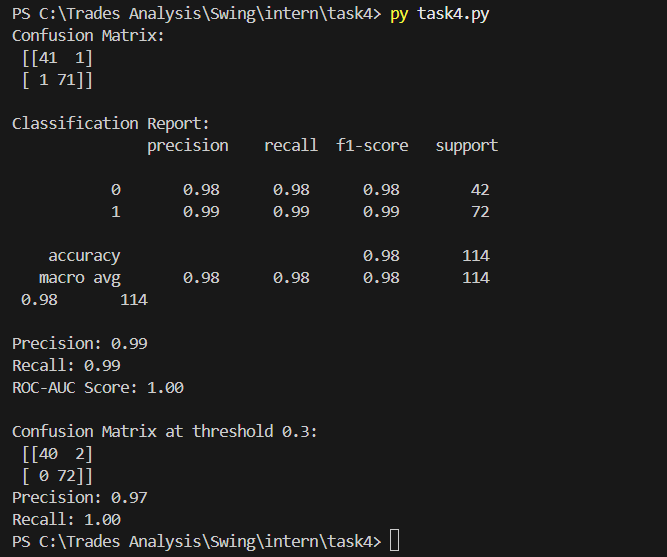 PS C:\Trades Analysis\Swing\intern\task4> py task4.py
Confusion Matrix:
 [[41  1]
 [ 1 71]]

Classification Report:
              precision    recall  f1-score   support

           0       0.98      0.98      0.98        42
           1       0.99      0.99      0.99        72

    accuracy                           0.98       114
   macro avg       0.98      0.98      0.98       114
 0.98       114

Precision: 0.99
Recall: 0.99
ROC-AUC Score: 1.00

Confusion Matrix at threshold 0.3:
 [[40  2]
 [ 0 72]]
Precision: 0.97
Recall: 1.00
PS C:\Trades Analysis\Swing\intern\task4>